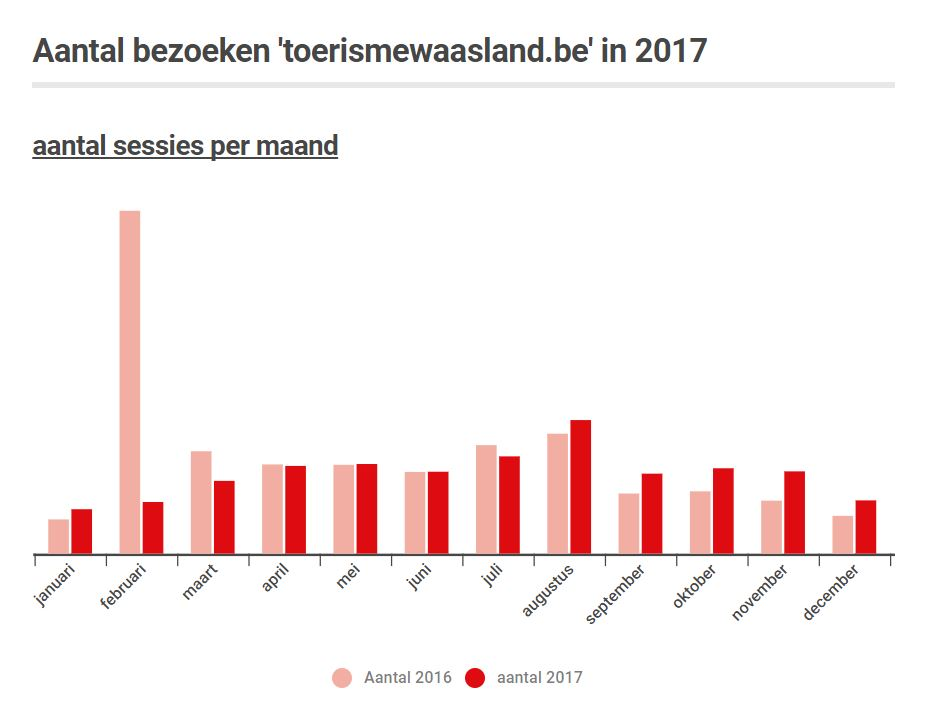 Aantal bezoeken 'toerismewaasland.be' in 2017
aantal sessies per maand
januari
februari
maart
april
mei
juni
juli
augustus
september
oktober
november
december
Aantal 2016
aantal 2017